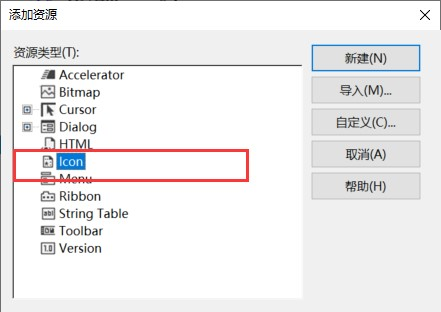 添加资源
资源类型(T):
Accelerator
Bitmap
Cursor
Dialog
HTML
Icon
Menu
Ribbon
String Table
Toolbar
Version
新建(N)
导入(M)...
自定义(C)...
取消(A)
帮助(H)